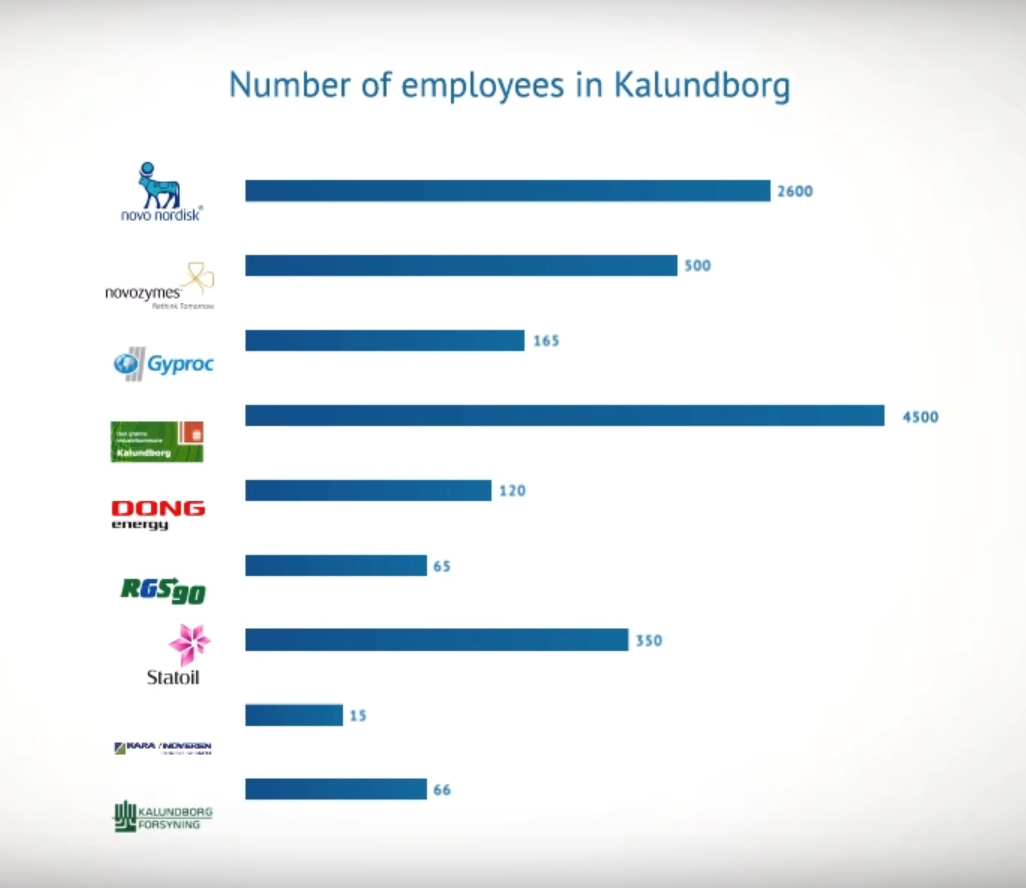 Number of employees in Kalundborg
novo nordisk®
2600
novozymes
Rethink Tomorrow
500
Gyproc
165
Kalundborg
4500
DONG
energy
120
RGS90
65
Statoil
350
KARA / NOVEREN
15
KALUNDBORG
FORSYNING
66